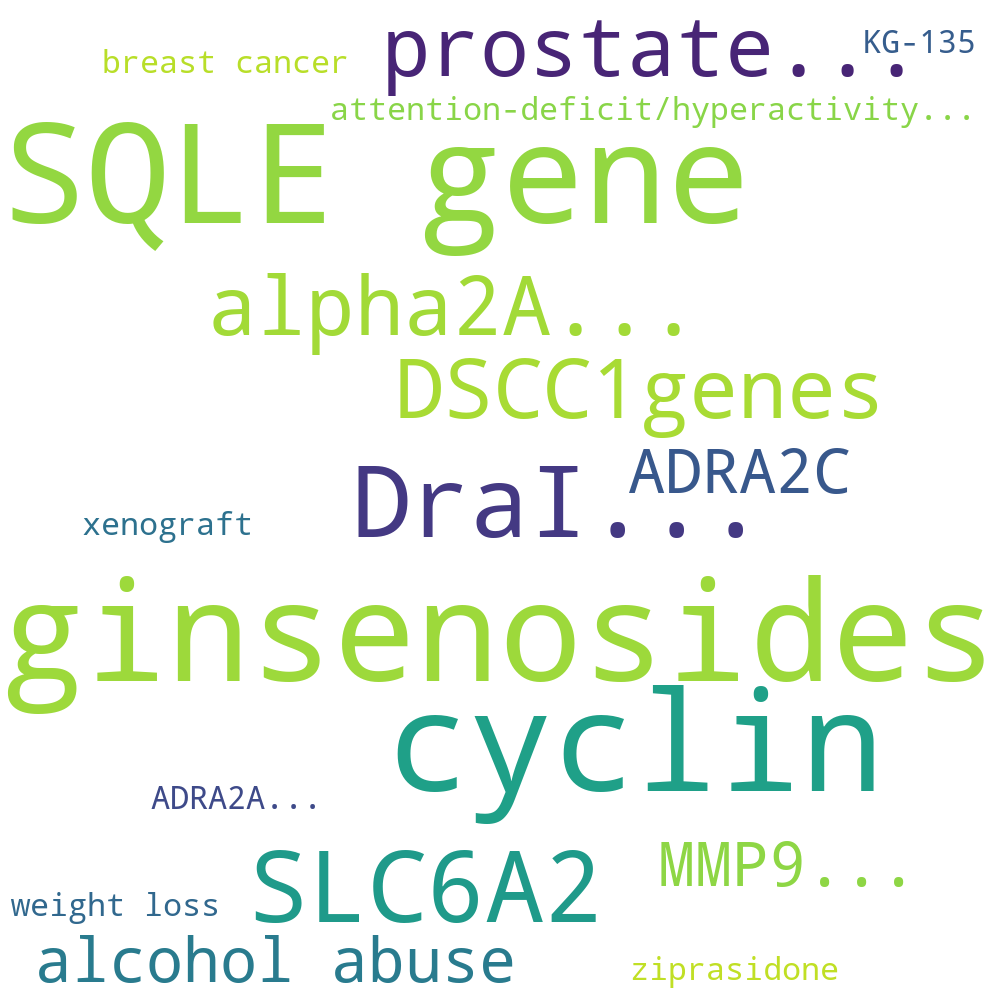 prostate...
KG-135
breast cancer
attention-deficit/hyperactivity...
SQLE gene
alpha2A...
DSCC1genes
ADRA2C
DraI...
xenograft
ginsenosides
cyclin
ADRA2A...
MMP9...
SLC6A2
weight loss
alcohol abuse
ziprasidone